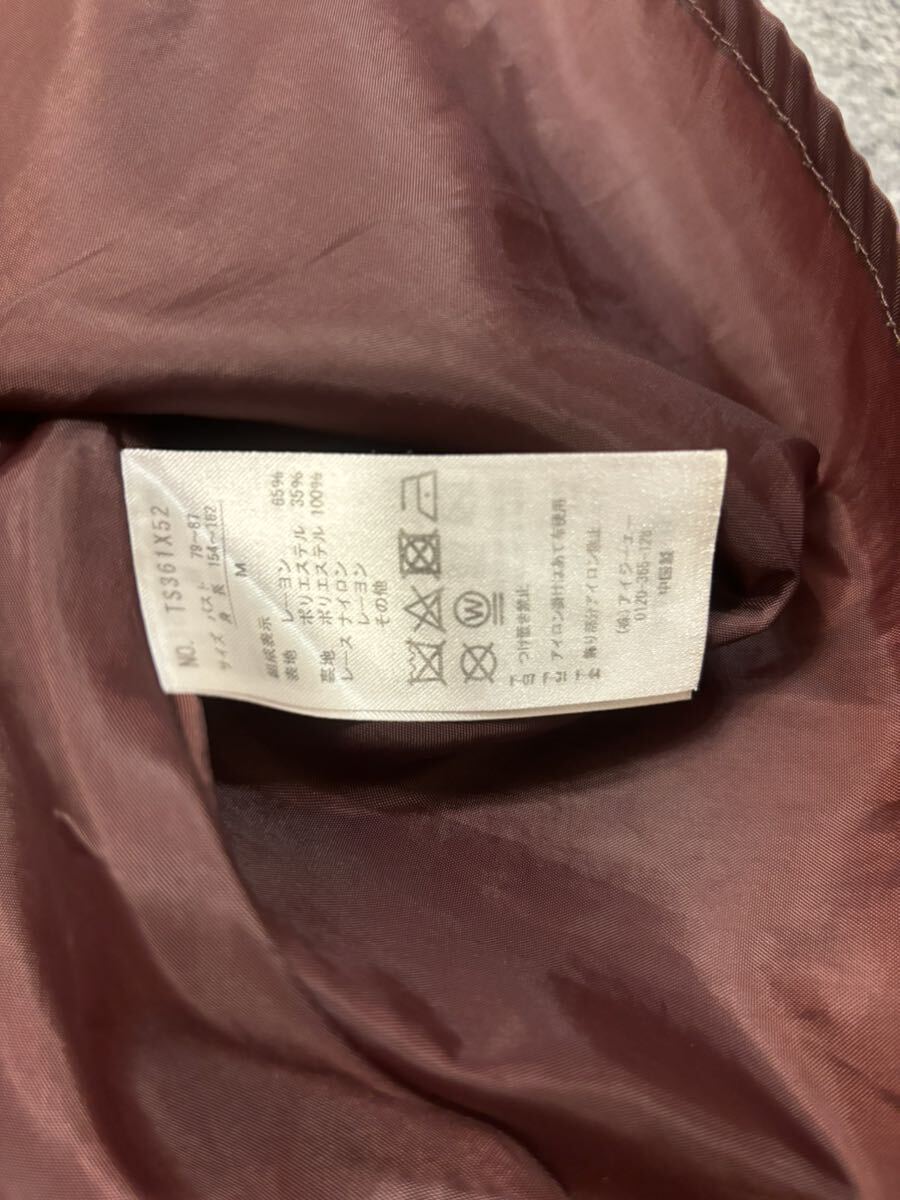 NO. TS361X52
サイズ バスト 79~87
身長 154~162
M
組成表示
表地 レーヨン 65%
ポリエステル 35%
裏地 ポリエステル 100%
レース ナイロン
レーヨン
その他
W
つけ置き禁止
アイロン掛けはあて布使用
飾り部分アイロン禁止
(株)アイジーエー
0120-366-126
中国製